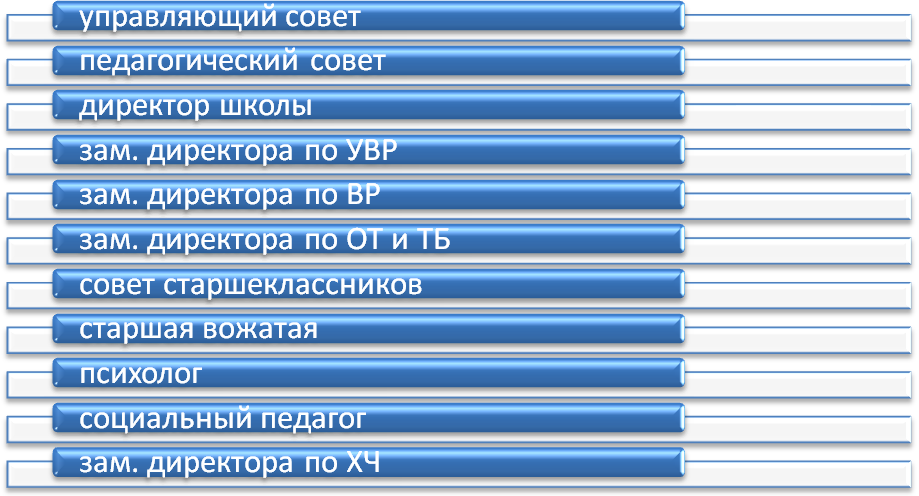 управляющий совет
педагогический совет
директор школы
зам. директора по УВР
зам. директора по ВР
зам. директора по ОТ и ТБ
совет старшеклассников
старшая вожатая
психолог
социальный педагог
зам. директора по ХЧ